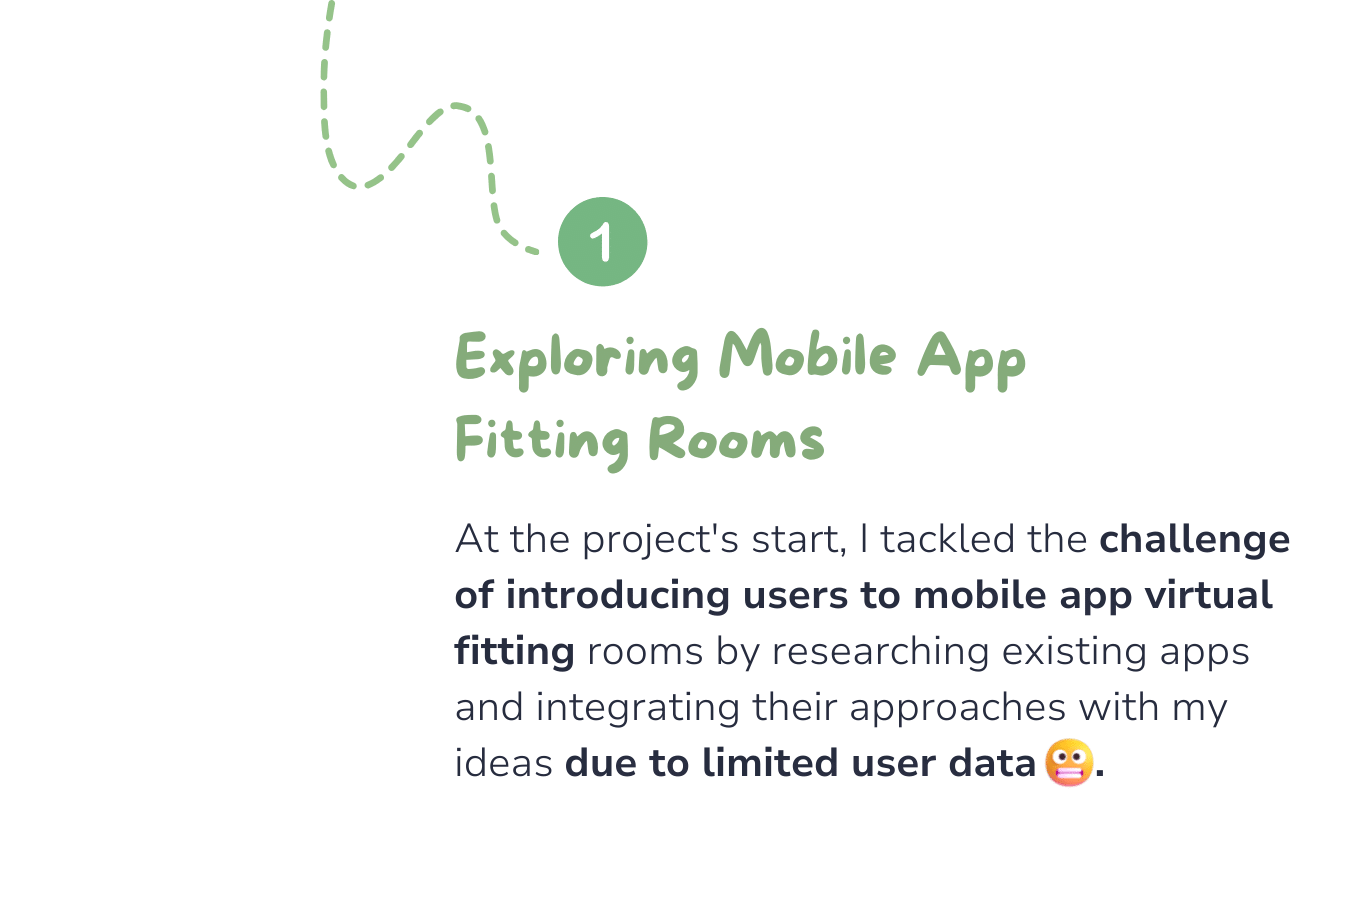 1
Exploring Mobile App
Fitting Rooms
At the project's start, I tackled the challenge
of introducing users to mobile app virtual
fitting rooms by researching existing apps
and integrating their approaches with my
ideas due to limited user data 😬.